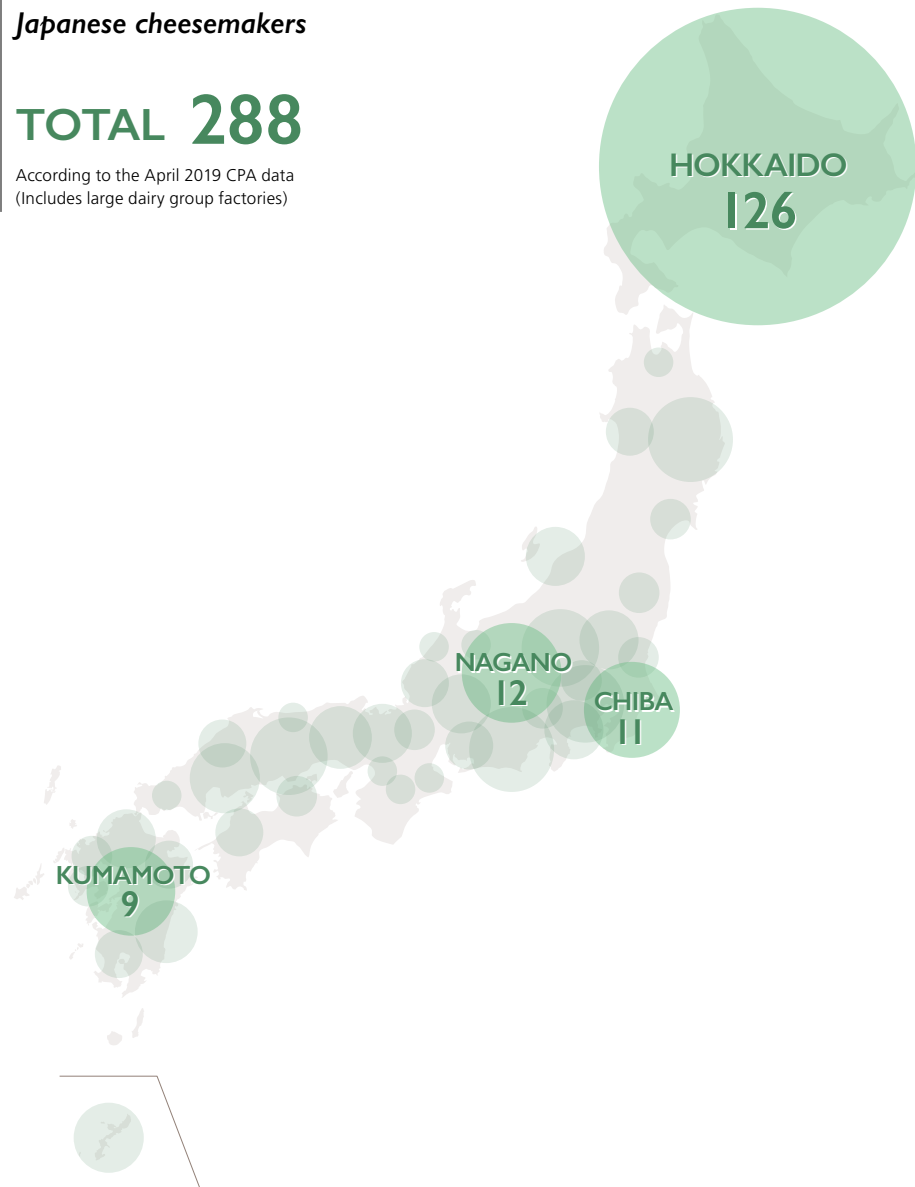 Japanese cheesemakers
TOTAL 288
According to the April 2019 CPA data
(Includes large dairy group factories)
HOKKAIDO
126
NAGANO
12
CHIBA
11
KUMAMOTO
9